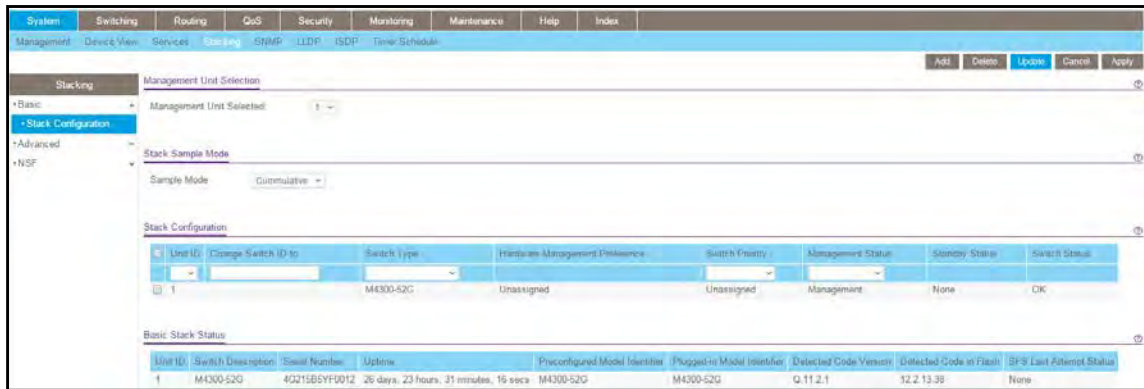 System Switching Routing QoS Security Monitoring Maintenance Help Index
Management Device View Services Stacking SNMP LLDP ISDP Timer Schedule
Add Delete Update Cancel Apply
Stacking
Management Unit Selection
Basic
Management Unit Selected 1
Stack Configuration
Advanced
Stack Sample Mode
NSF
Sample Mode Cummulative
Stack Configuration
Unit ID Change Switch ID to Switch Type Hardware Management Preference Switch Priority Management Status Standby Status Switch Status
1 M4300-52G Unassigned Unassigned Management None OK
Basic Stack Status
Unit ID Switch Description Serial Number Uptime Preconfigured Model Identifier Plugged-in Model Identifier Detected Code Version Detected Code in Flash SFS Last Attempt Status
1 M4300-52G 4G215B5YF0012 26 days, 23 hours, 31 minutes, 16 secs M4300-52G M4300-52G Q.11.2.1 12.2.13.38 None